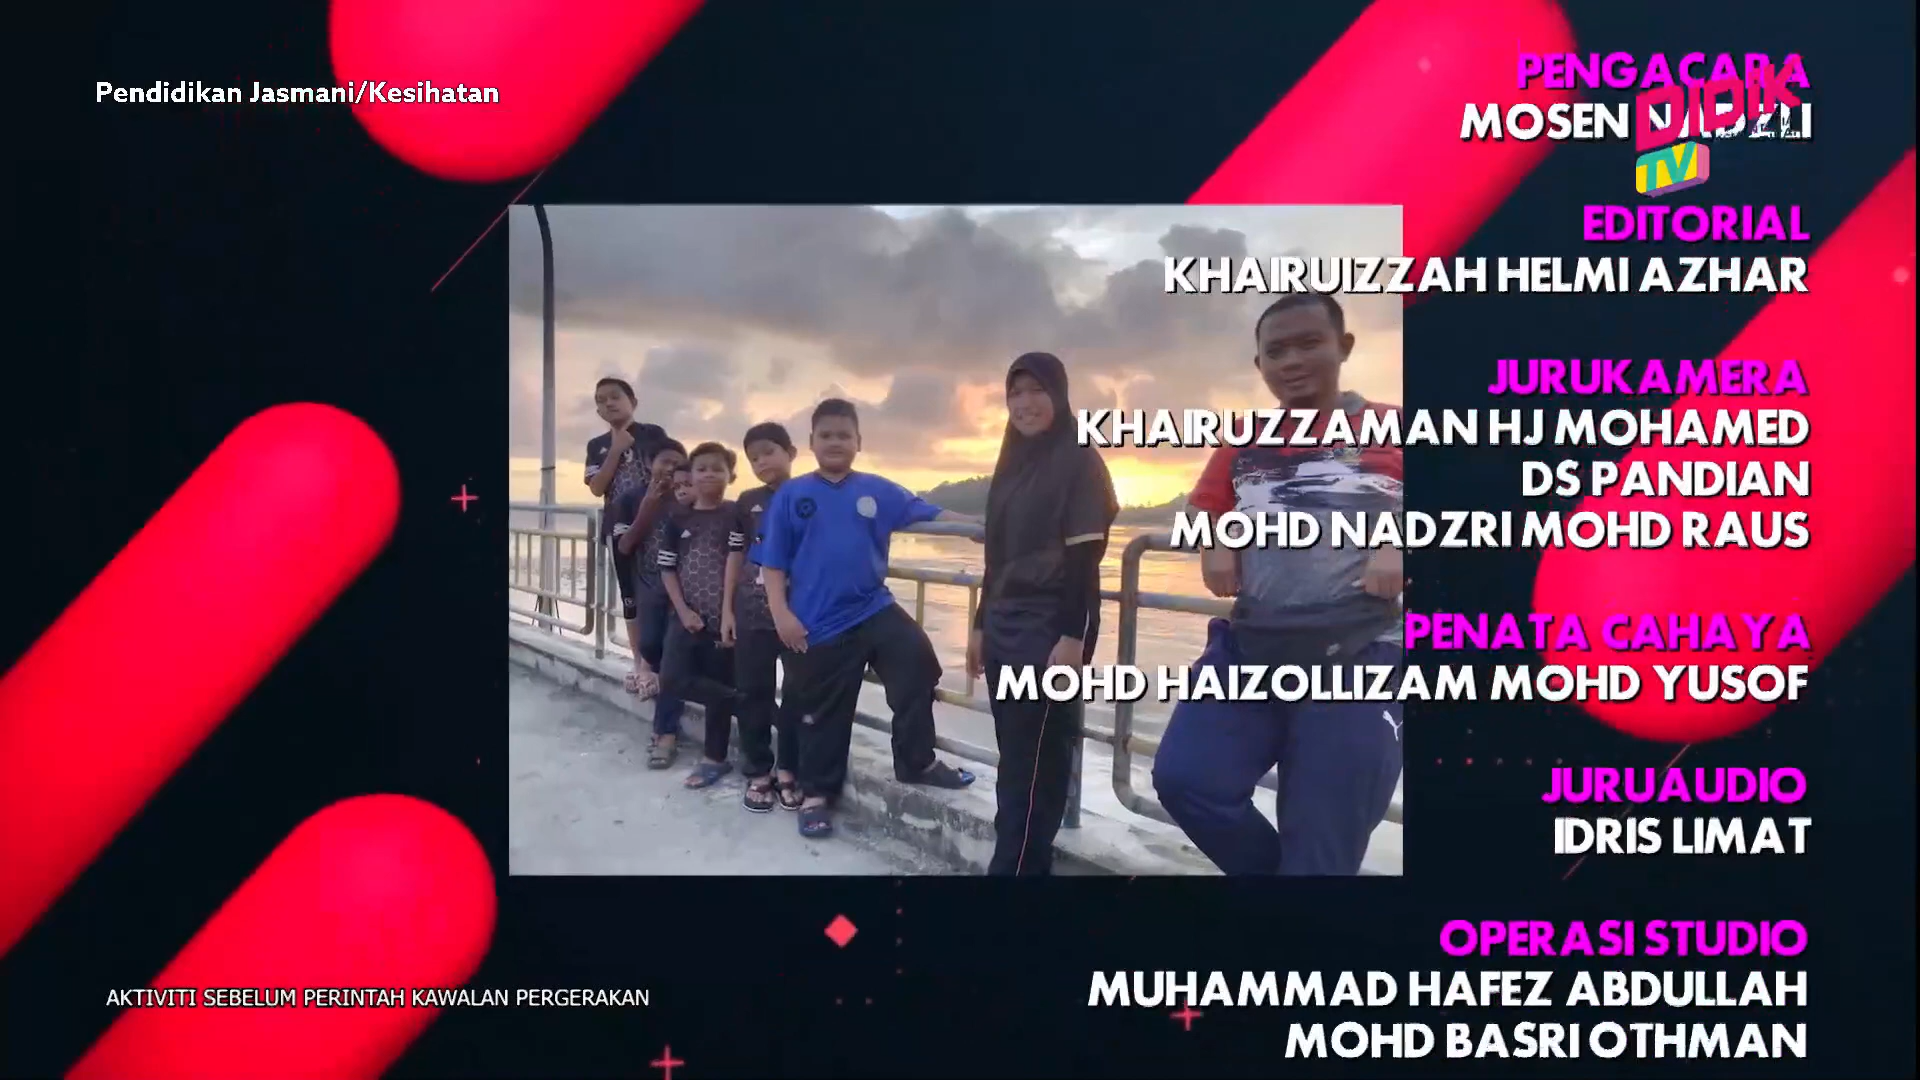 Pendidikan Jasmani/Kesihatan
PENGACARA
MOSEN
DIDIK
TV
EDITORIAL
KHAIRUIZZAH HELMI AZHAR
JURUKAMERA
KHAIRUZZAMAN HJ MOHAMED
DS PANDIAN
MOHD NADZRI MOHD RAUS
PENATA CAHAYA
MOHD HAIZOLLIZAM MOHD YUSOF
JURUAUDIO
IDRIS LIMAT
OPERASI STUDIO
MUHAMMAD HAFEZ ABDULLAH
MOHD BASRI OTHMAN
AKTIVITI SEBELUM PERINTAH KAWALAN PERGERAKAN